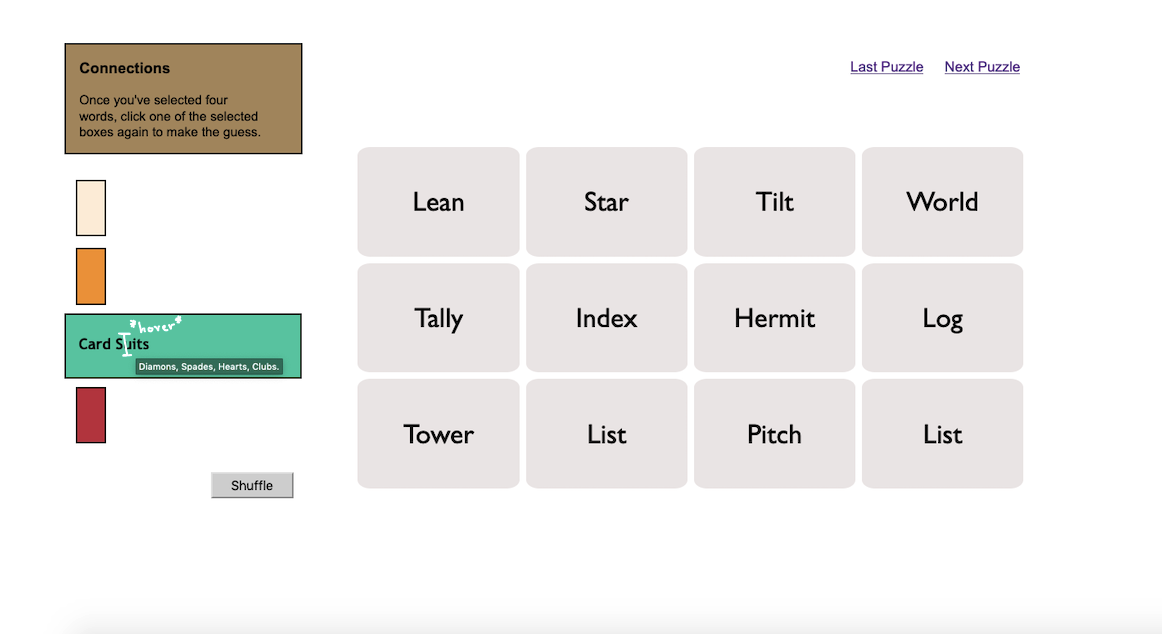 Connections
Once you've selected four
words, click one of the selected
boxes again to make the guess.
Last Puzzle Next Puzzle
Lean Star Tilt World
Tally Index Hermit Log
Tower List Pitch List
*hover*
Card Suits
Diamons, Spades, Hearts, Clubs.
Shuffle